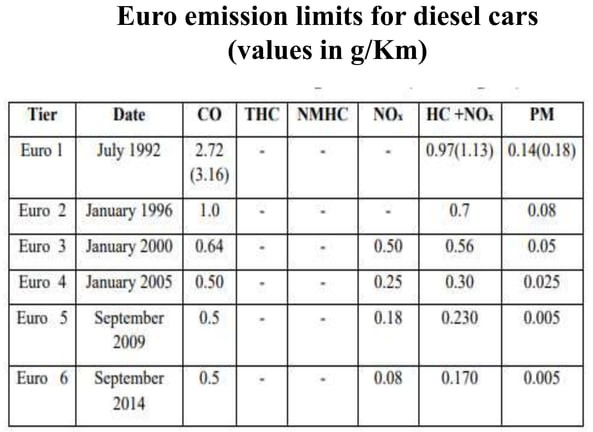 Euro emission limits for diesel cars
(values in g/Km)
Tier Date CO THC NMHC NOx HC +NOx PM
Euro 1 July 1992 2.72 (3.16) - - - 0.97(1.13) 0.14(0.18)
Euro 2 January 1996 1.0 - - - 0.7 0.08
Euro 3 January 2000 0.64 - - 0.50 0.56 0.05
Euro 4 January 2005 0.50 - - 0.25 0.30 0.025
Euro 5 September 2009 0.5 - - 0.18 0.230 0.005
Euro 6 September 2014 0.5 - - 0.08 0.170 0.005